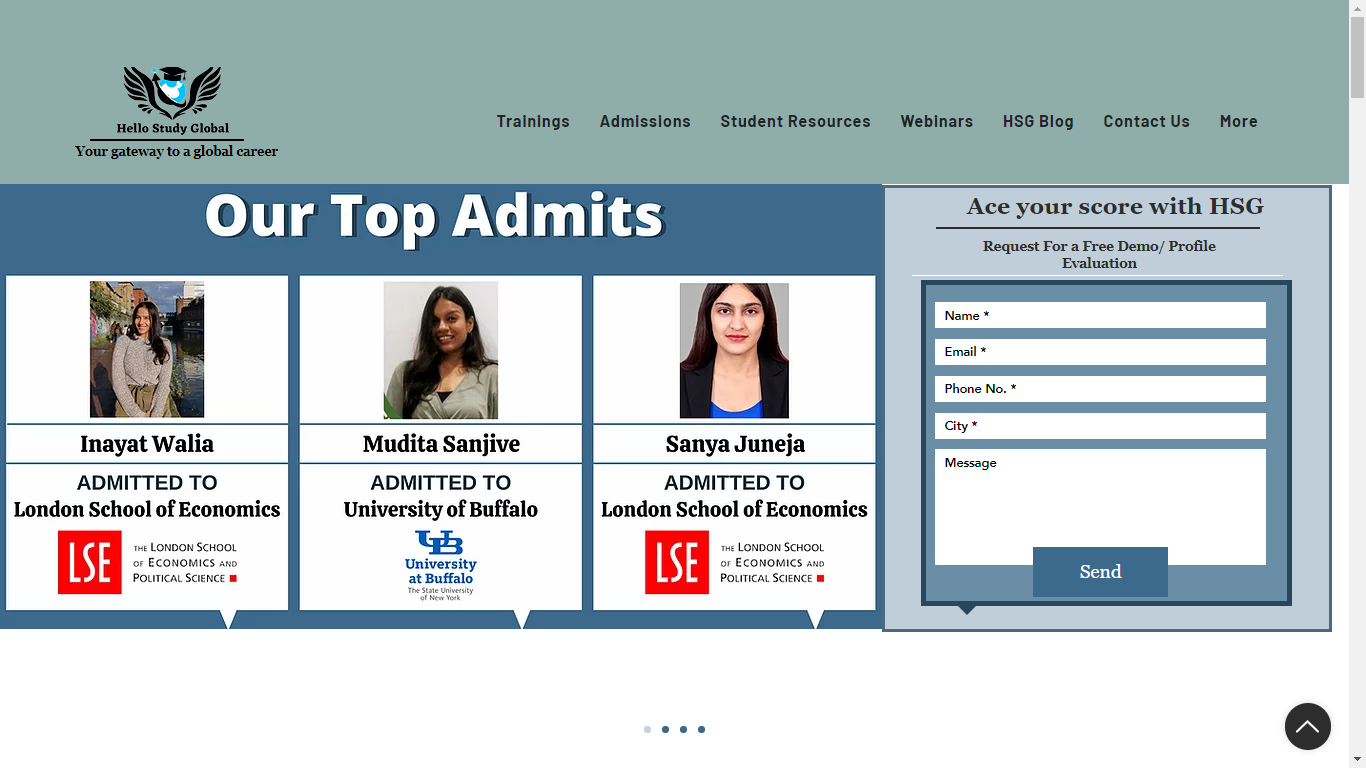 Hello Study Global
Your gateway to a global career
Trainings Admissions Student Resources Webinars HSG Blog Contact Us More
Our Top Admits
Inayat Walia
ADMITTED TO
London School of Economics
LSE
THE LONDON SCHOOL
OF ECONOMICS AND
POLITICAL SCIENCE
Mudita Sanjive
ADMITTED TO
University of Buffalo
UB
University
at Buffalo
The State University
of New York
Sanya Juneja
ADMITTED TO
London School of Economics
LSE
THE LONDON SCHOOL
OF ECONOMICS AND
POLITICAL SCIENCE
Ace your score with HSG
Request For a Free Demo/ Profile
Evaluation
Name *
Email *
Phone No. *
City *
Message
Send